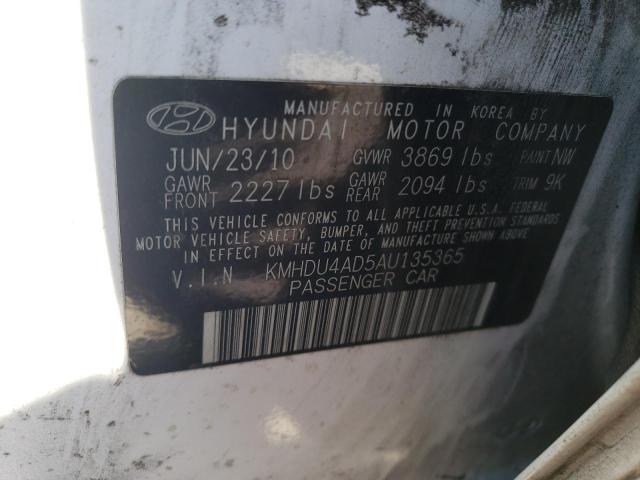 MANUFACTURED IN KOREA BY
HYUNDAI MOTOR COMPANY
JUN/23/10 GVWR 3869 lbs PAINT NW
GAWR FRONT 2227 lbs GAWR REAR 2094 lbs TRIM 9K
THIS VEHICLE CONFORMS TO ALL APPLICABLE U.S.A. FEDERAL
MOTOR VEHICLE SAFETY, BUMPER, AND THEFT PREVENTION STANDARDS
IN EFFECT ON THE DATE OF MANUFACTURE SHOWN ABOVE.
V.I.N KMHDU4AD5AU135365
PASSENGER CAR